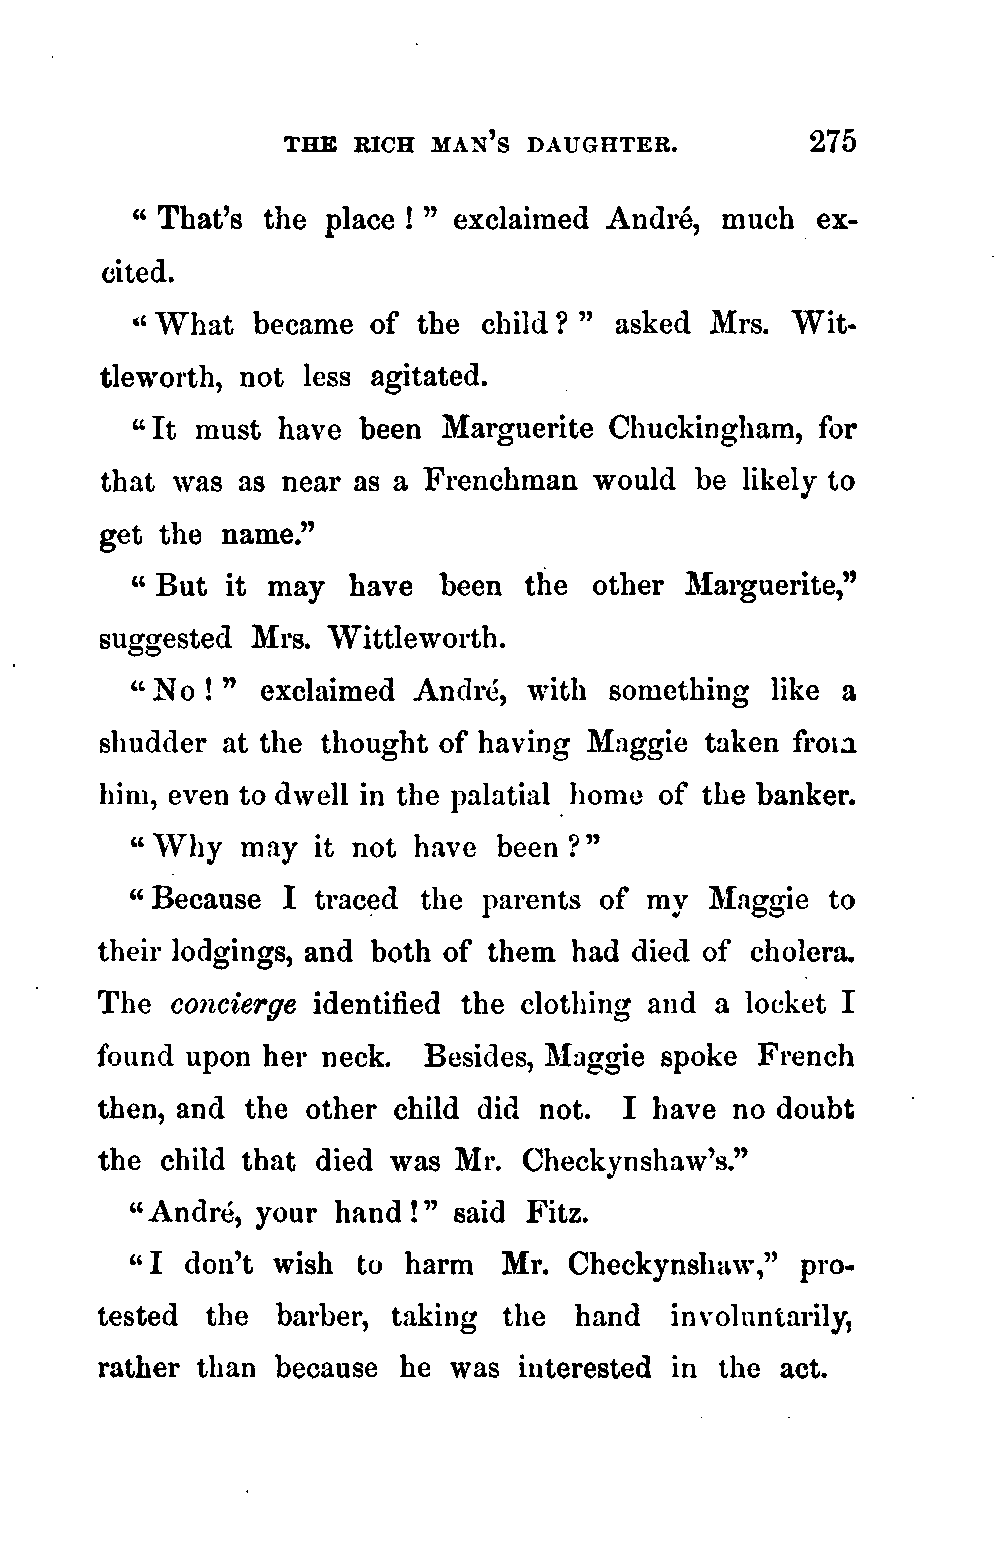 THE RICH MAN'S DAUGHTER. 275
“ That’s the place ! ” exclaimed André, much ex-
cited.
“ What became of the child ? ” asked Mrs. Wit-
tleworth, not less agitated.
“ It must have been Marguerite Chuckingham, for
that was as near as a Frenchman would be likely to
get the name.”
“ But it may have been the other Marguerite,”
suggested Mrs. Wittleworth.
“ No ! ” exclaimed André, with something like a
shudder at the thought of having Maggie taken from
him, even to dwell in the palatial home of the banker.
“ Why may it not have been ? ”
“ Because I traced the parents of my Maggie to
their lodgings, and both of them had died of cholera.
The concierge identified the clothing and a locket I
found upon her neck. Besides, Maggie spoke French
then, and the other child did not. I have no doubt
the child that died was Mr. Checkynshaw’s.”
“ André, your hand ! ” said Fitz.
“ I don’t wish to harm Mr. Checkynshaw,” pro-
tested the barber, taking the hand involuntarily,
rather than because he was interested in the act.